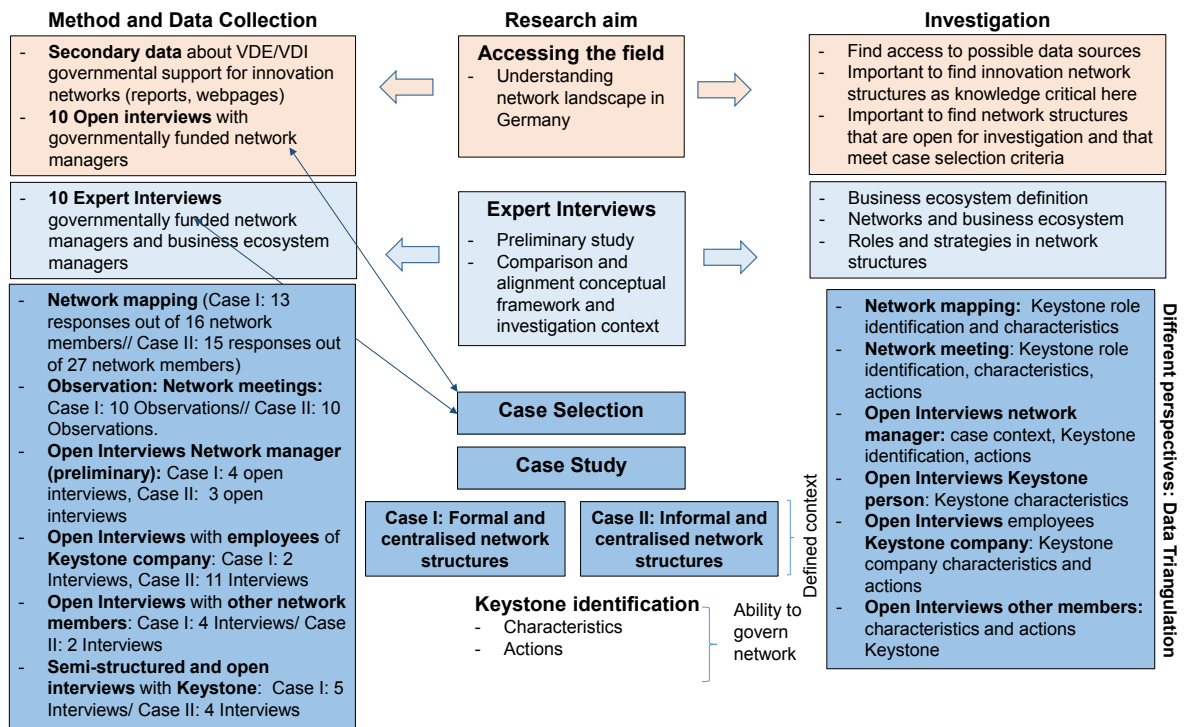 Method and Data Collection
- Secondary data about VDE/VDI
governmental support for innovation
networks (reports, webpages)
- 10 Open interviews with
governmentally funded network
managers
- 10 Expert Interviews
governmentally funded network
managers and business ecosystem
managers
- Network mapping (Case I: 13
responses out of 16 network
members// Case II: 15 responses out
of 27 network members)
- Observation: Network meetings:
Case I: 10 Observations// Case II: 10
Observations.
- Open Interviews Network manager
(preliminary): Case I: 4 open
interviews, Case II: 3 open
interviews
- Open Interviews with employees of
Keystone company: Case I: 2
Interviews, Case II: 11 Interviews
- Open Interviews with other network
members: Case I: 4 Interviews/ Case
II: 2 Interviews
- Semi-structured and open
interviews with Keystone: Case I: 5
Interviews/ Case II: 4 Interviews
Research aim
Accessing the field
- Understanding
network landscape in
Germany
Expert Interviews
- Preliminary study
- Comparison and
alignment conceptual
framework and
investigation context
Case Selection
Case Study
Case I: Formal and
centralised network
structures
Case II: Informal and
centralised network
structures
Defined context
Keystone identification
- Characteristics
- Actions
Ability to
govern
network
Investigation
- Find access to possible data sources
- Important to find innovation network
structures as knowledge critical here
- Important to find network structures
that are open for investigation and that
meet case selection criteria
- Business ecosystem definition
- Networks and business ecosystem
- Roles and strategies in network
structures
- Network mapping: Keystone role
identification and characteristics
- Network meeting: Keystone role
identification, characteristics,
actions
- Open Interviews network
manager: case context, Keystone
identification, actions
- Open Interviews Keystone
person: Keystone characteristics
- Open Interviews employees
Keystone company: Keystone
company characteristics and
actions
- Open Interviews other members:
characteristics and actions
Keystone
Different perspectives: Data Triangulation